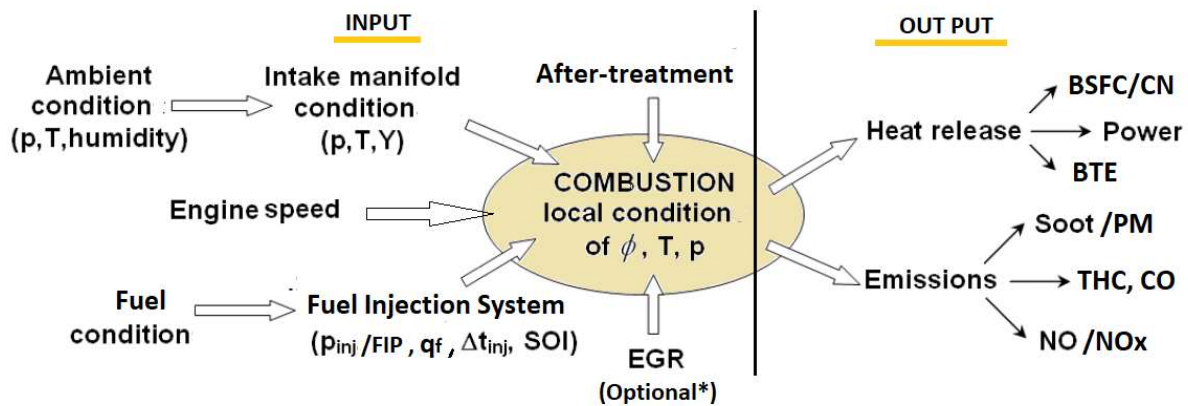 INPUT
OUT PUT
Ambient
condition
(p,T,humidity)
Intake manifold
condition
(p,T,Y)
After-treatment
Engine speed
COMBUSTION
local condition
of ϕ, T, p
Fuel
condition
Fuel Injection System
(pinj/FIP , qf , Δtinj, SOI)
EGR
(Optional*)
Heat release
BSFC/CN
Power
BTE
Emissions
Soot /PM
THC, CO
NO /NOx